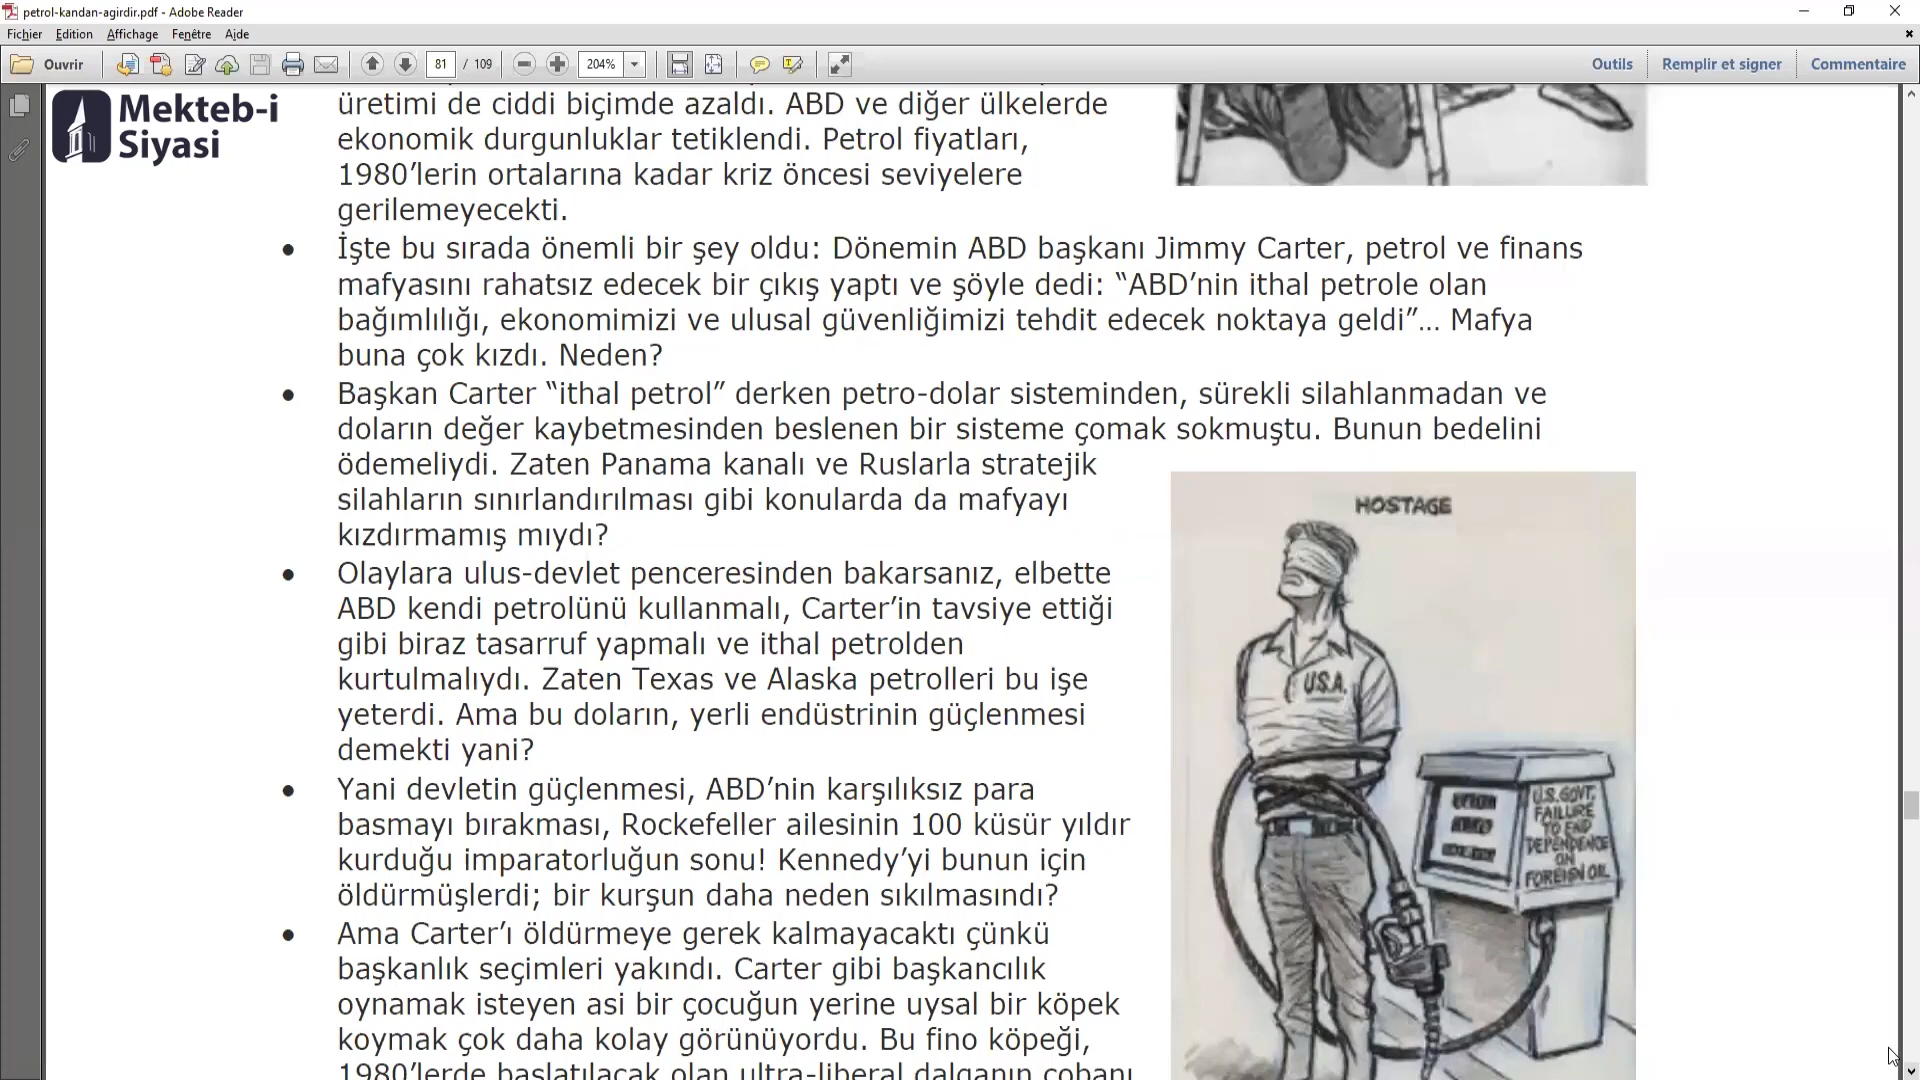 petrol-kandan-agirdir.pdf - Adobe Reader
Fichier Edition Affichage Fenêtre Aide
Ouvrir 81 / 109 204% Outils Remplir et signer Commentaire
Mekteb-i
Siyasi
üretimi de ciddi biçimde azaldı. ABD ve diğer ülkelerde
ekonomik durgunluklar tetiklendi. Petrol fiyatları,
1980’lerin ortalarına kadar kriz öncesi seviyelere
gerilemeyecekti.
• İşte bu sırada önemli bir şey oldu: Dönemin ABD başkanı Jimmy Carter, petrol ve finans
mafyasını rahatsız edecek bir çıkış yaptı ve şöyle dedi: “ABD’nin ithal petrole olan
bağımlılığı, ekonomimizi ve ulusal güvenliğimizi tehdit edecek noktaya geldi”… Mafya
buna çok kızdı. Neden?
• Başkan Carter “ithal petrol” derken petro-dolar sisteminden, sürekli silahlanmadan ve
doların değer kaybetmesinden beslenen bir sisteme çomak sokmuştu. Bunun bedelini
ödemeliydi. Zaten Panama kanalı ve Ruslarla stratejik
silahların sınırlandırılması gibi konularda da mafyayı
kızdırmamış mıydı?
• Olaylara ulus-devlet penceresinden bakarsanız, elbette
ABD kendi petrolünü kullanmalı, Carter’in tavsiye ettiği
gibi biraz tasarruf yapmalı ve ithal petrolden
kurtulmalıydı. Zaten Texas ve Alaska petrolleri bu işe
yeterdi. Ama bu doların, yerli endüstrinin güçlenmesi
demekti yani?
• Yani devletin güçlenmesi, ABD’nin karşılıksız para
basmayı bırakması, Rockefeller ailesinin 100 küsür yıldır
kurduğu imparatorluğun sonu! Kennedy’yi bunun için
öldürmüşlerdi; bir kurşun daha neden sıkılmasındı?
• Ama Carter’ı öldürmeye gerek kalmayacaktı çünkü
başkanlık seçimleri yakındı. Carter gibi başkancılık
oynamak isteyen asi bir çocuğun yerine uysal bir köpek
koymak çok daha kolay görünüyordu. Bu fino köpeği,
1980’lerde başlatılacak olan ultra-liberal dalganın çobanı
HOSTAGE
U.S.A.
U.S. GOVT.
FAILURE
TO END
DEPENDENCE
ON
FOREIGN OIL